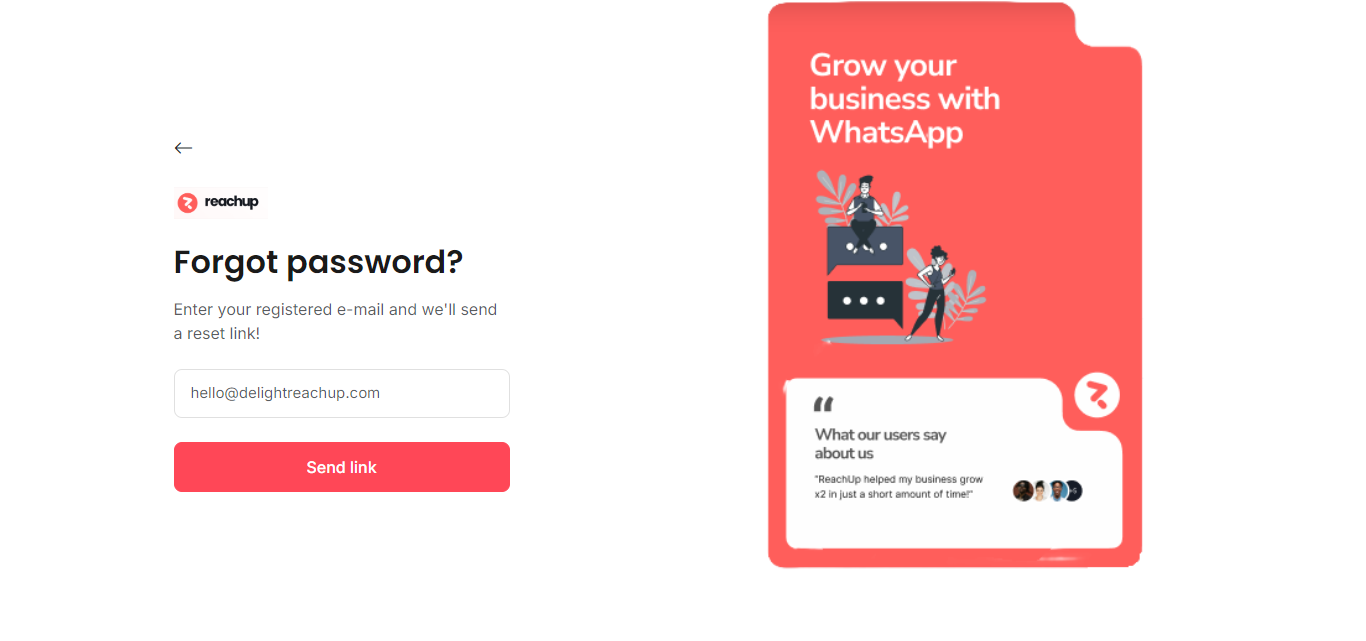 reachup
Forgot password?
Enter your registered e-mail and we'll send
a reset link!
hello@delightreachup.com
Send link
Grow your
business with
WhatsApp
“
What our users say
about us
"ReachUp helped my business grow
x2 in just a short amount of time!"
+5